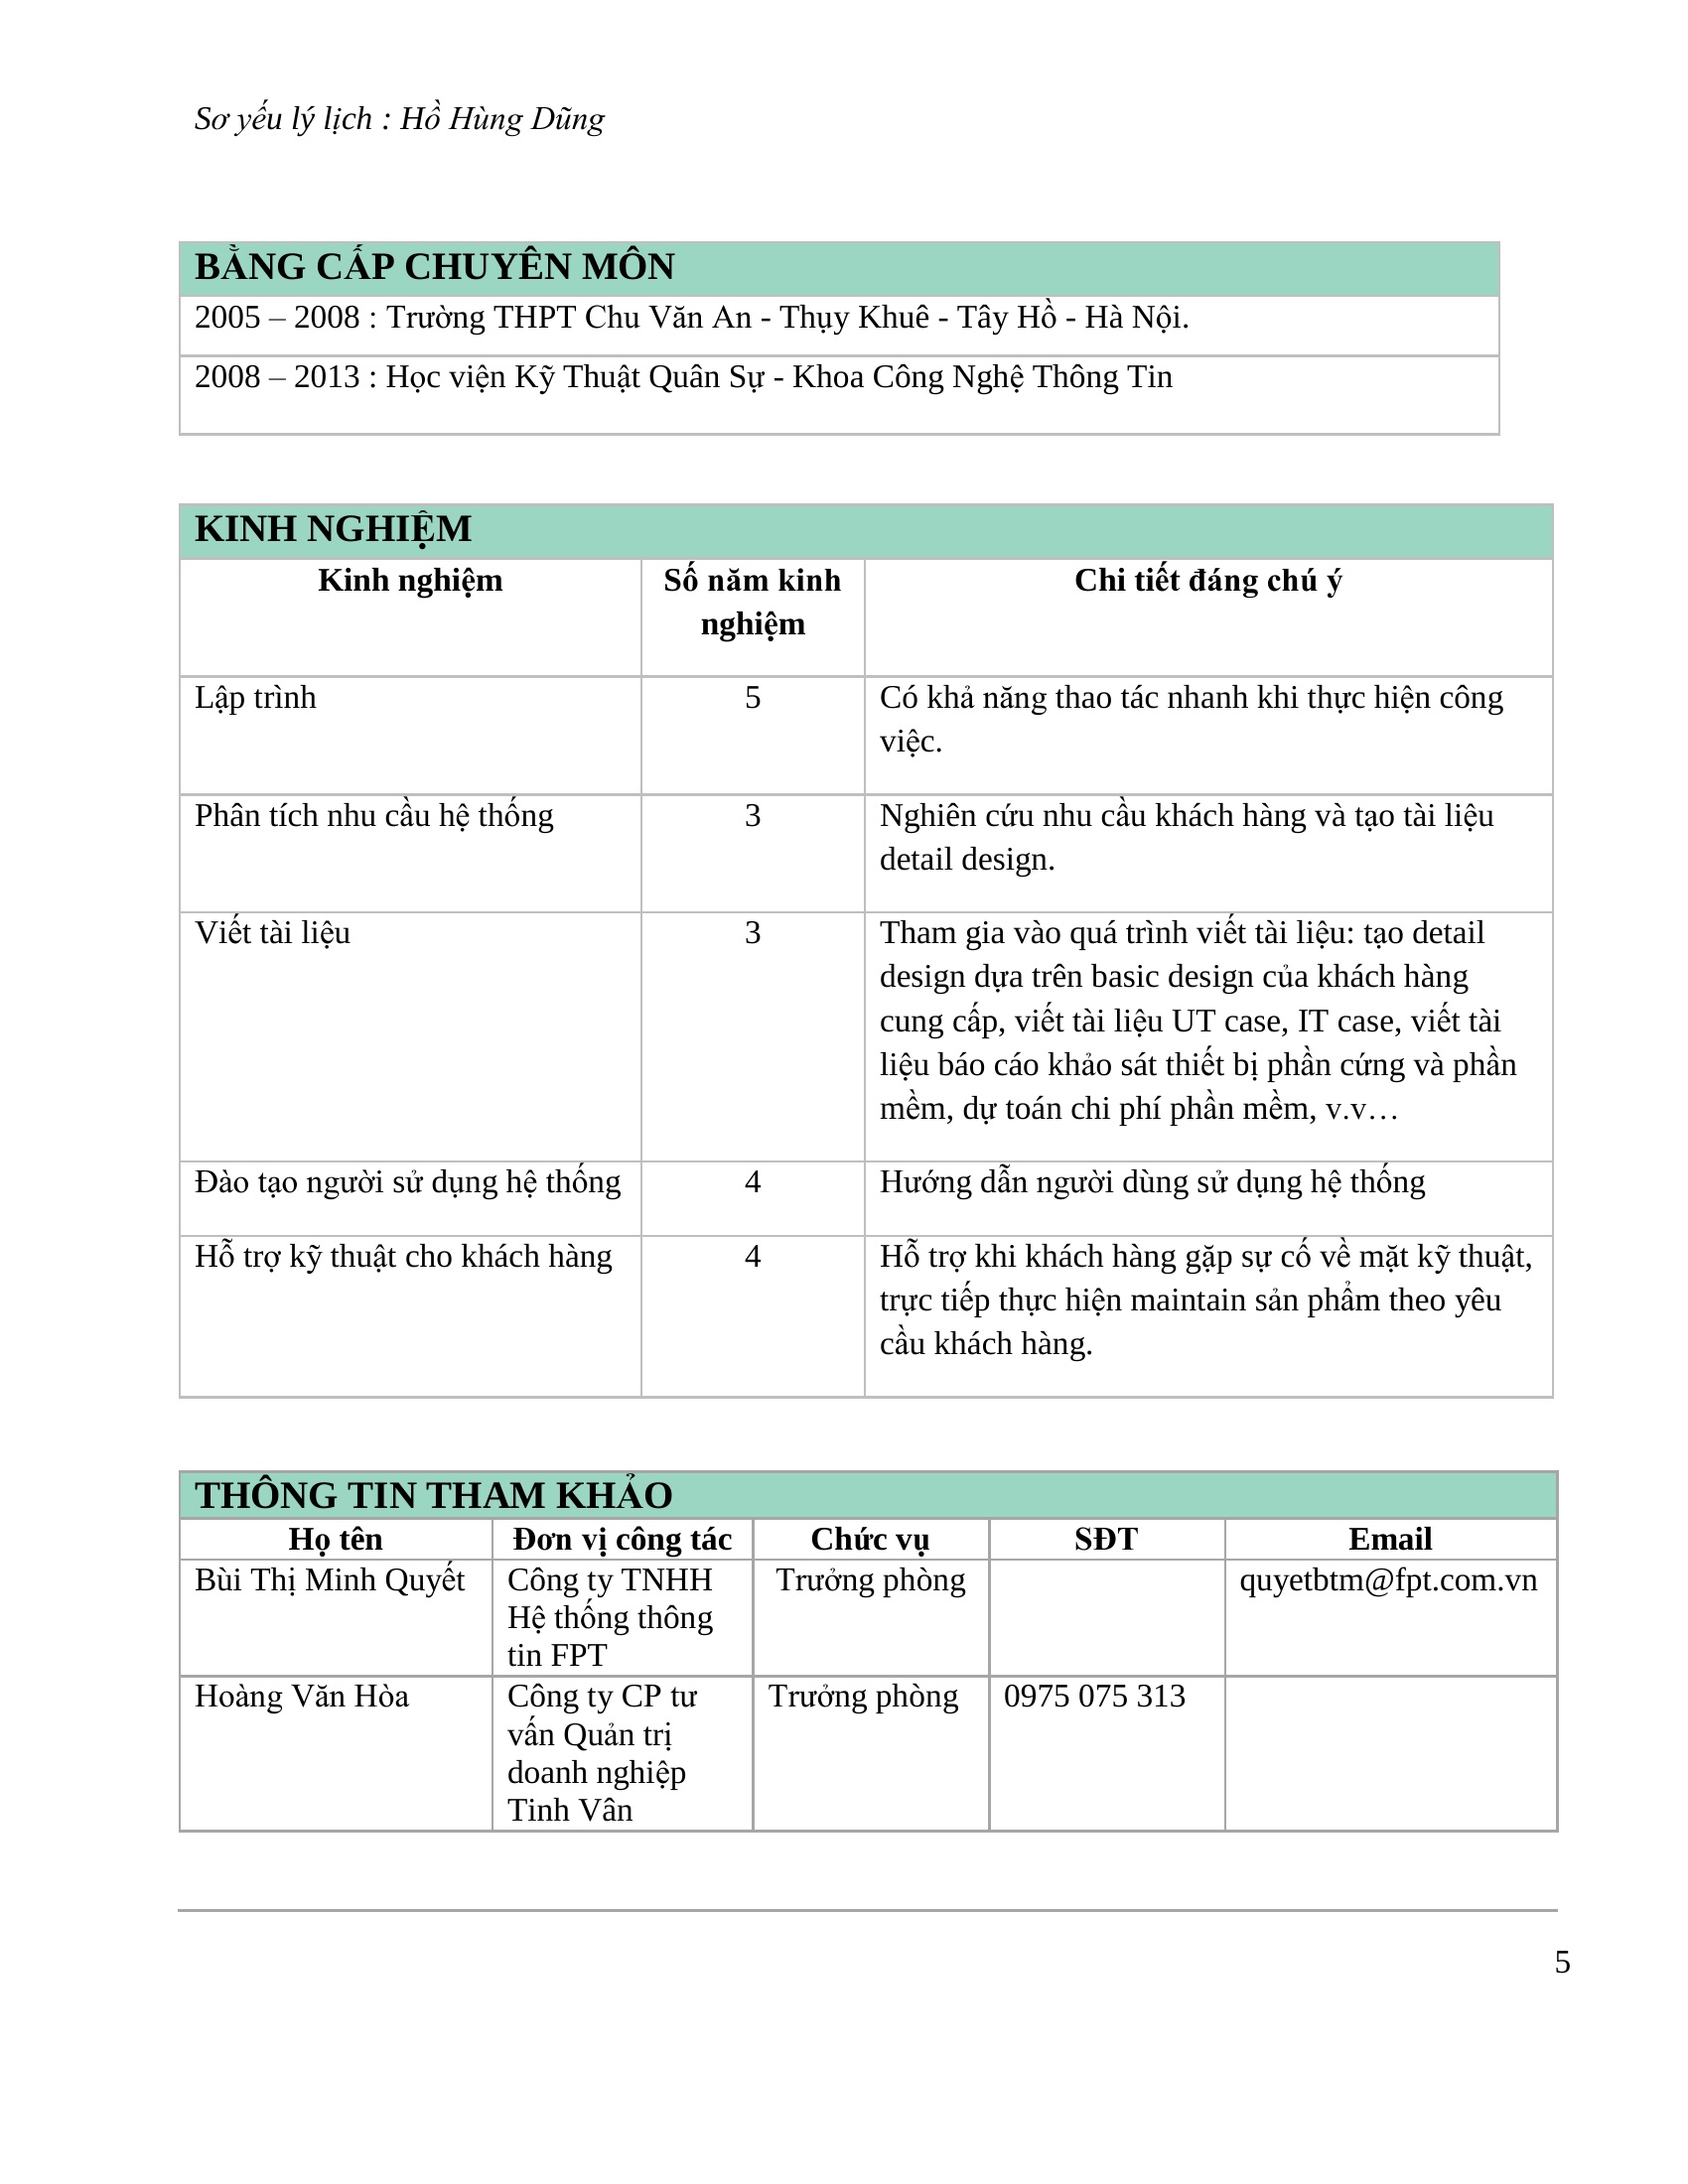 Sơ yếu lý lịch : Hồ Hùng Dũng
BẰNG CẤP CHUYÊN MÔN
2005 – 2008 : Trường THPT Chu Văn An - Thụy Khuê - Tây Hồ - Hà Nội.
2008 – 2013 : Học viện Kỹ Thuật Quân Sự - Khoa Công Nghệ Thông Tin
KINH NGHIỆM
Kinh nghiệm
Số năm kinh
nghiệm
Chi tiết đáng chú ý
Lập trình
5
Có khả năng thao tác nhanh khi thực hiện công
việc.
Phân tích nhu cầu hệ thống
3
Nghiên cứu nhu cầu khách hàng và tạo tài liệu
detail design.
Viết tài liệu
3
Tham gia vào quá trình viết tài liệu: tạo detail
design dựa trên basic design của khách hàng
cung cấp, viết tài liệu UT case, IT case, viết tài
liệu báo cáo khảo sát thiết bị phần cứng và phần
mềm, dự toán chi phí phần mềm, v.v…
Đào tạo người sử dụng hệ thống
4
Hướng dẫn người dùng sử dụng hệ thống
Hỗ trợ kỹ thuật cho khách hàng
4
Hỗ trợ khi khách hàng gặp sự cố về mặt kỹ thuật,
trực tiếp thực hiện maintain sản phẩm theo yêu
cầu khách hàng.
THÔNG TIN THAM KHẢO
Họ tên
Đơn vị công tác
Chức vụ
SĐT
Email
Bùi Thị Minh Quyết
Công ty TNHH
Hệ thống thông
tin FPT
Trưởng phòng
quyetbtm@fpt.com.vn
Hoàng Văn Hòa
Công ty CP tư
vấn Quản trị
doanh nghiệp
Tinh Vân
Trưởng phòng
0975 075 313
5